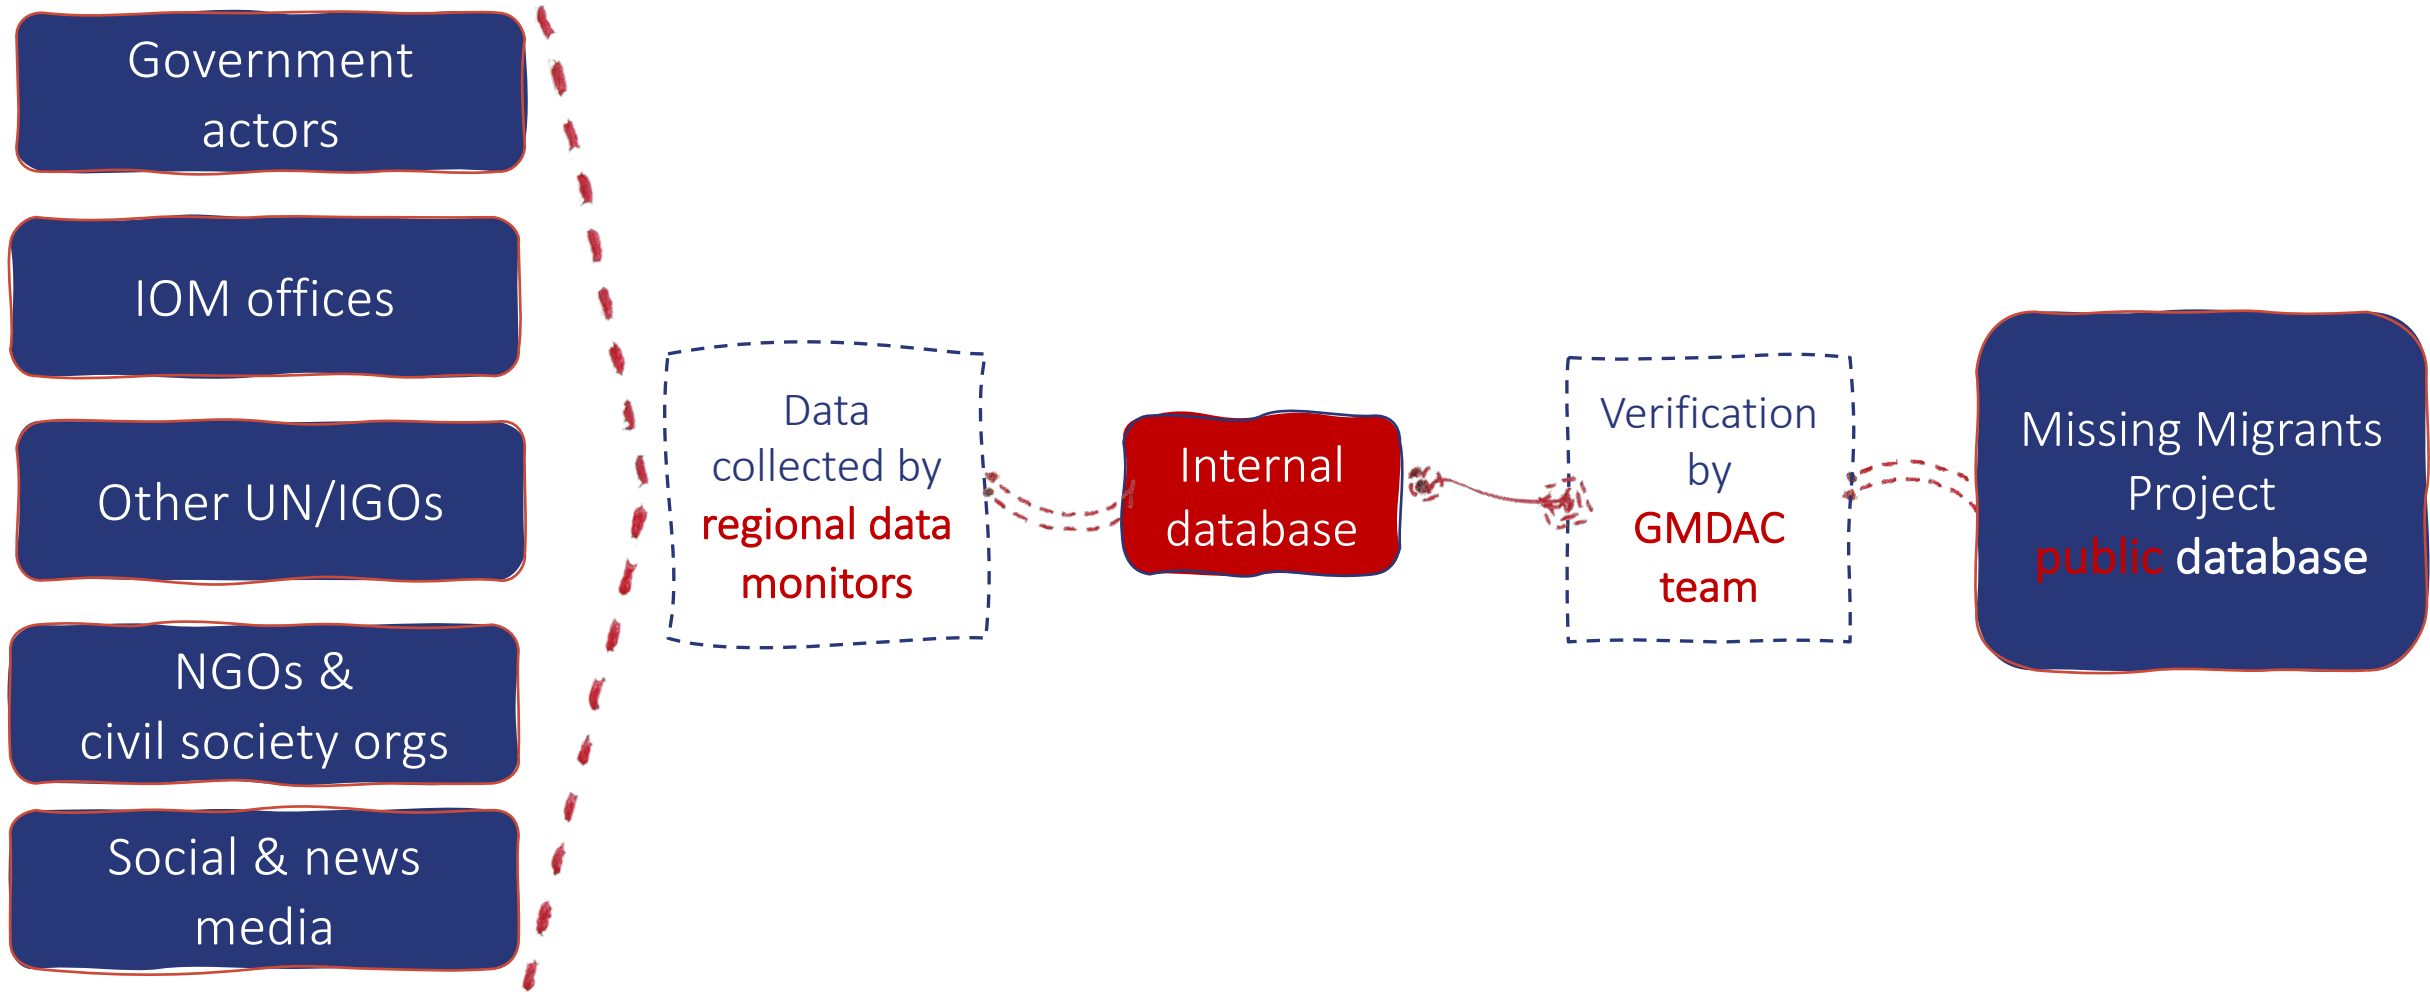 Government
actors
IOM offices
Other UN/IGOs
NGOs &
civil society orgs
Social & news
media
Data
collected by
regional data
monitors
Internal
database
Verification
by
GMDAC
team
Missing Migrants
Project
public database